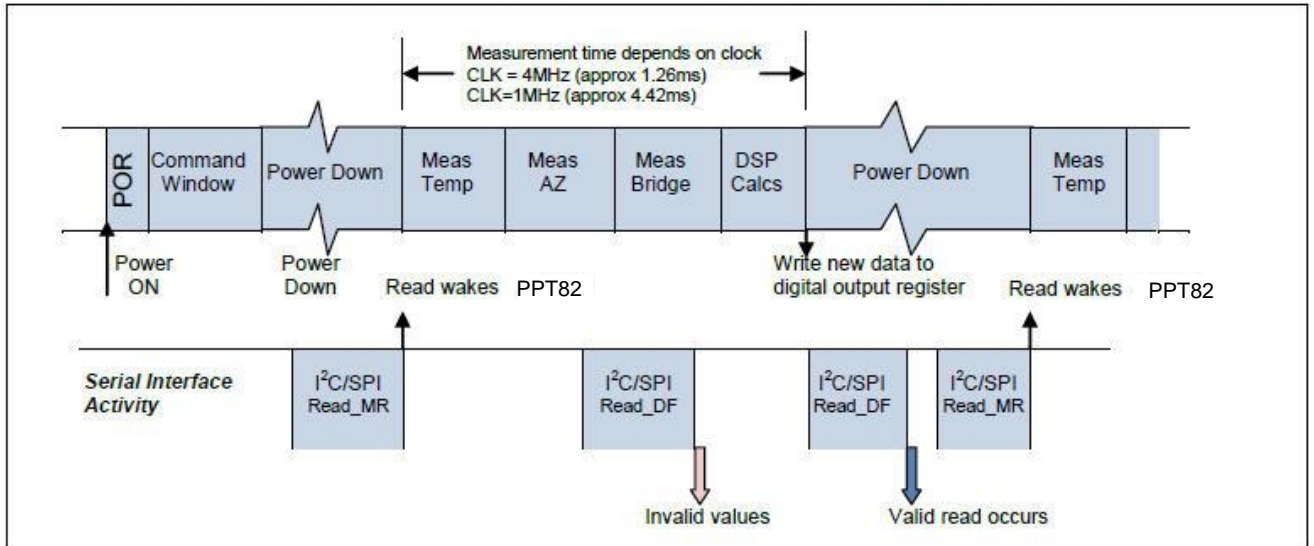 Measurement time depends on clock
CLK = 4MHz (approx 1.26ms)
CLK=1MHz (approx 4.42ms)
POR
Command
Window
Power Down
Meas
Temp
Meas
AZ
Meas
Bridge
DSP
Calcs
Power Down
Meas
Temp
Power
ON
Power
Down
Read wakes PPT82
Write new data to
digital output register
Read wakes PPT82
Serial Interface
Activity
I²C/SPI
Read_MR
I²C/SPI
Read_DF
I²C/SPI
Read_DF
I²C/SPI
Read_MR
Invalid values
Valid read occurs